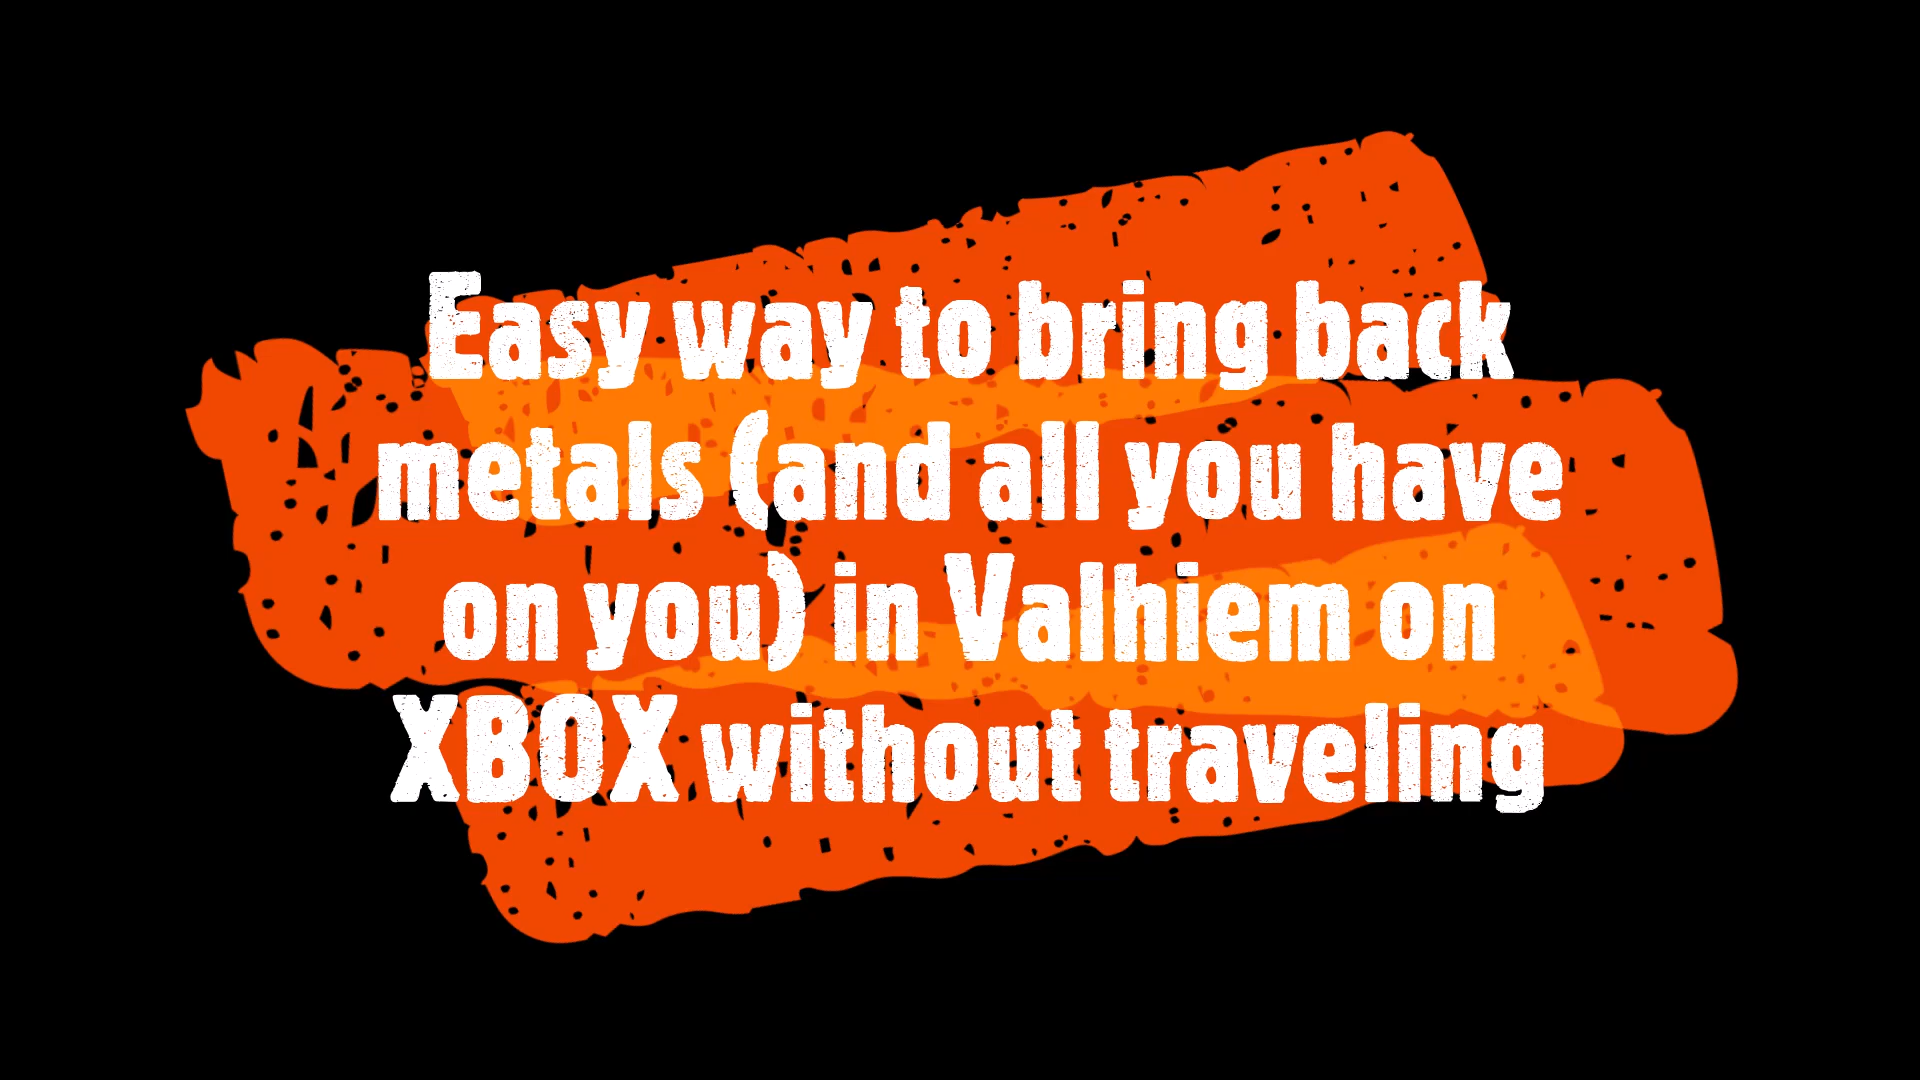 Easy way to bring back
metals (and all you have
on you) in Valhiem on
XBOX without traveling